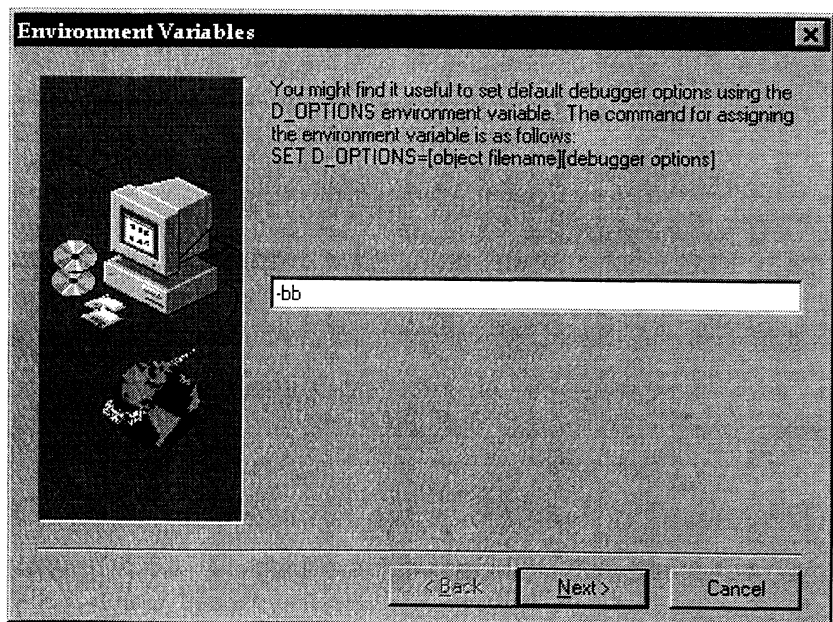 Environment Variables
You might find it useful to set default debugger options using the
D_OPTIONS environment variable. The command for assigning
the environment variable is as follows:
SET D_OPTIONS=[object filename][debugger options]
-bb
< Back
Next >
Cancel